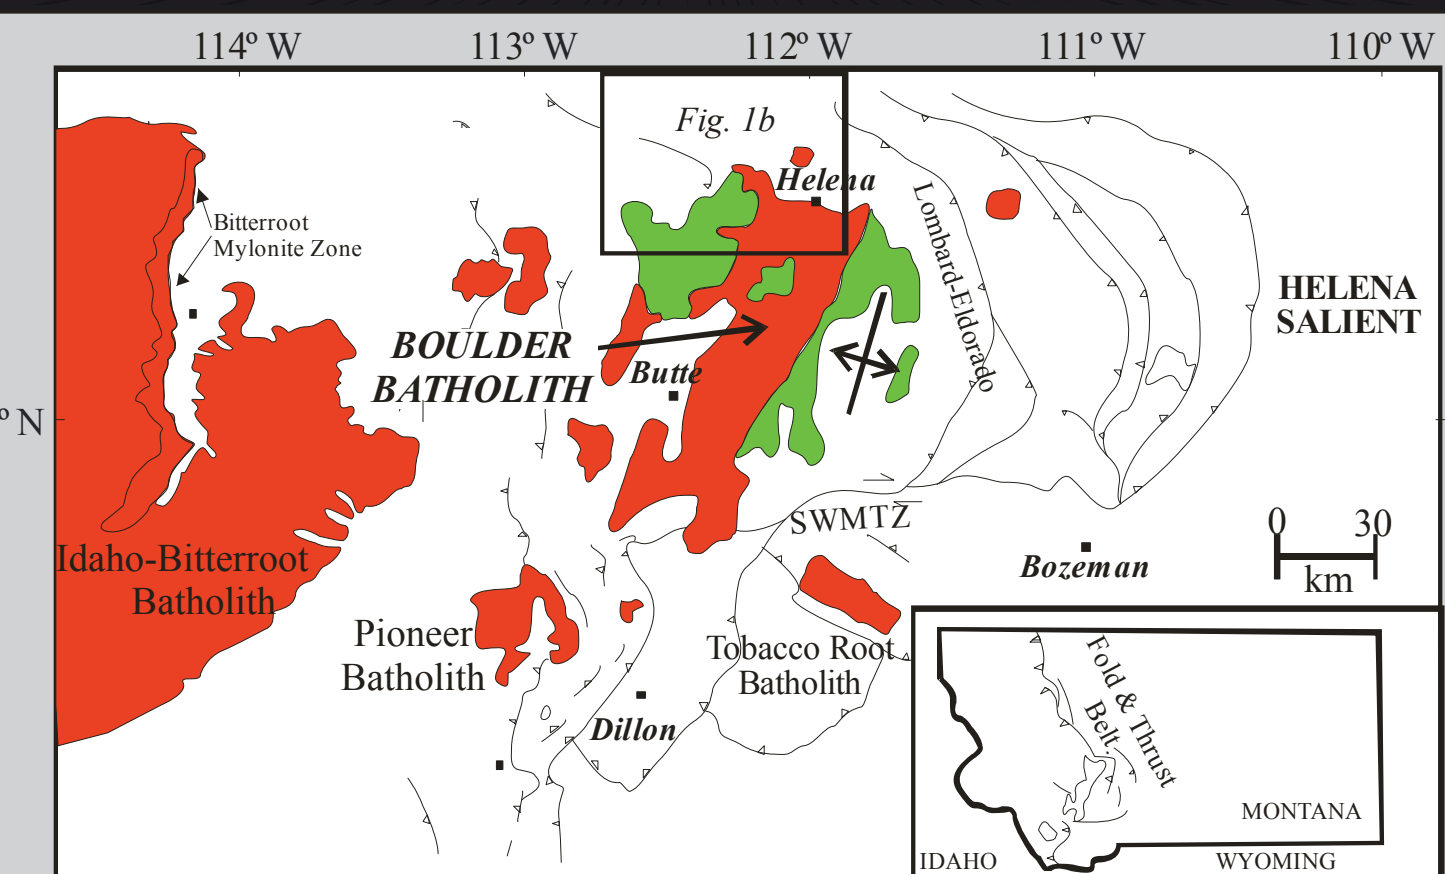 114º W
113º W
112º W
111º W
110º W
Fig. 1b
Helena
Bitterroot
Mylonite Zone
Lombard-Eldorado
HELENA
SALIENT
BOULDER
BATHOLITH
Butte
º N
SWMTZ
0 30
km
Bozeman
Idaho-Bitterroot
Batholith
Pioneer
Batholith
Tobacco Root
Batholith
Dillon
Fold & Thrust
Belt
MONTANA
IDAHO
WYOMING